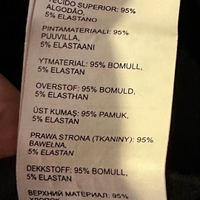 TECIDO SUPERIOR: 95%
ALGODÃO,
5% ELASTANO
PINTAMATERIAALI: 95%
PUUVILLA,
5% ELASTAANI
YTMATERIAL: 95% BOMULL,
5% ELASTAN
OVERSTOF: 95% BOMULD,
5% ELASTHAN
ÜST KUMAŞ: 95% PAMUK,
5% ELASTAN
PRAWA STRONA (TKANINY): 95%
BAWEŁNA,
5% ELASTAN
DEKKSTOFF: 95% BOMULL,
5% ELASTAN
ВЕРХНИЙ МАТЕРИАЛ: 95%
ХЛОПОК,